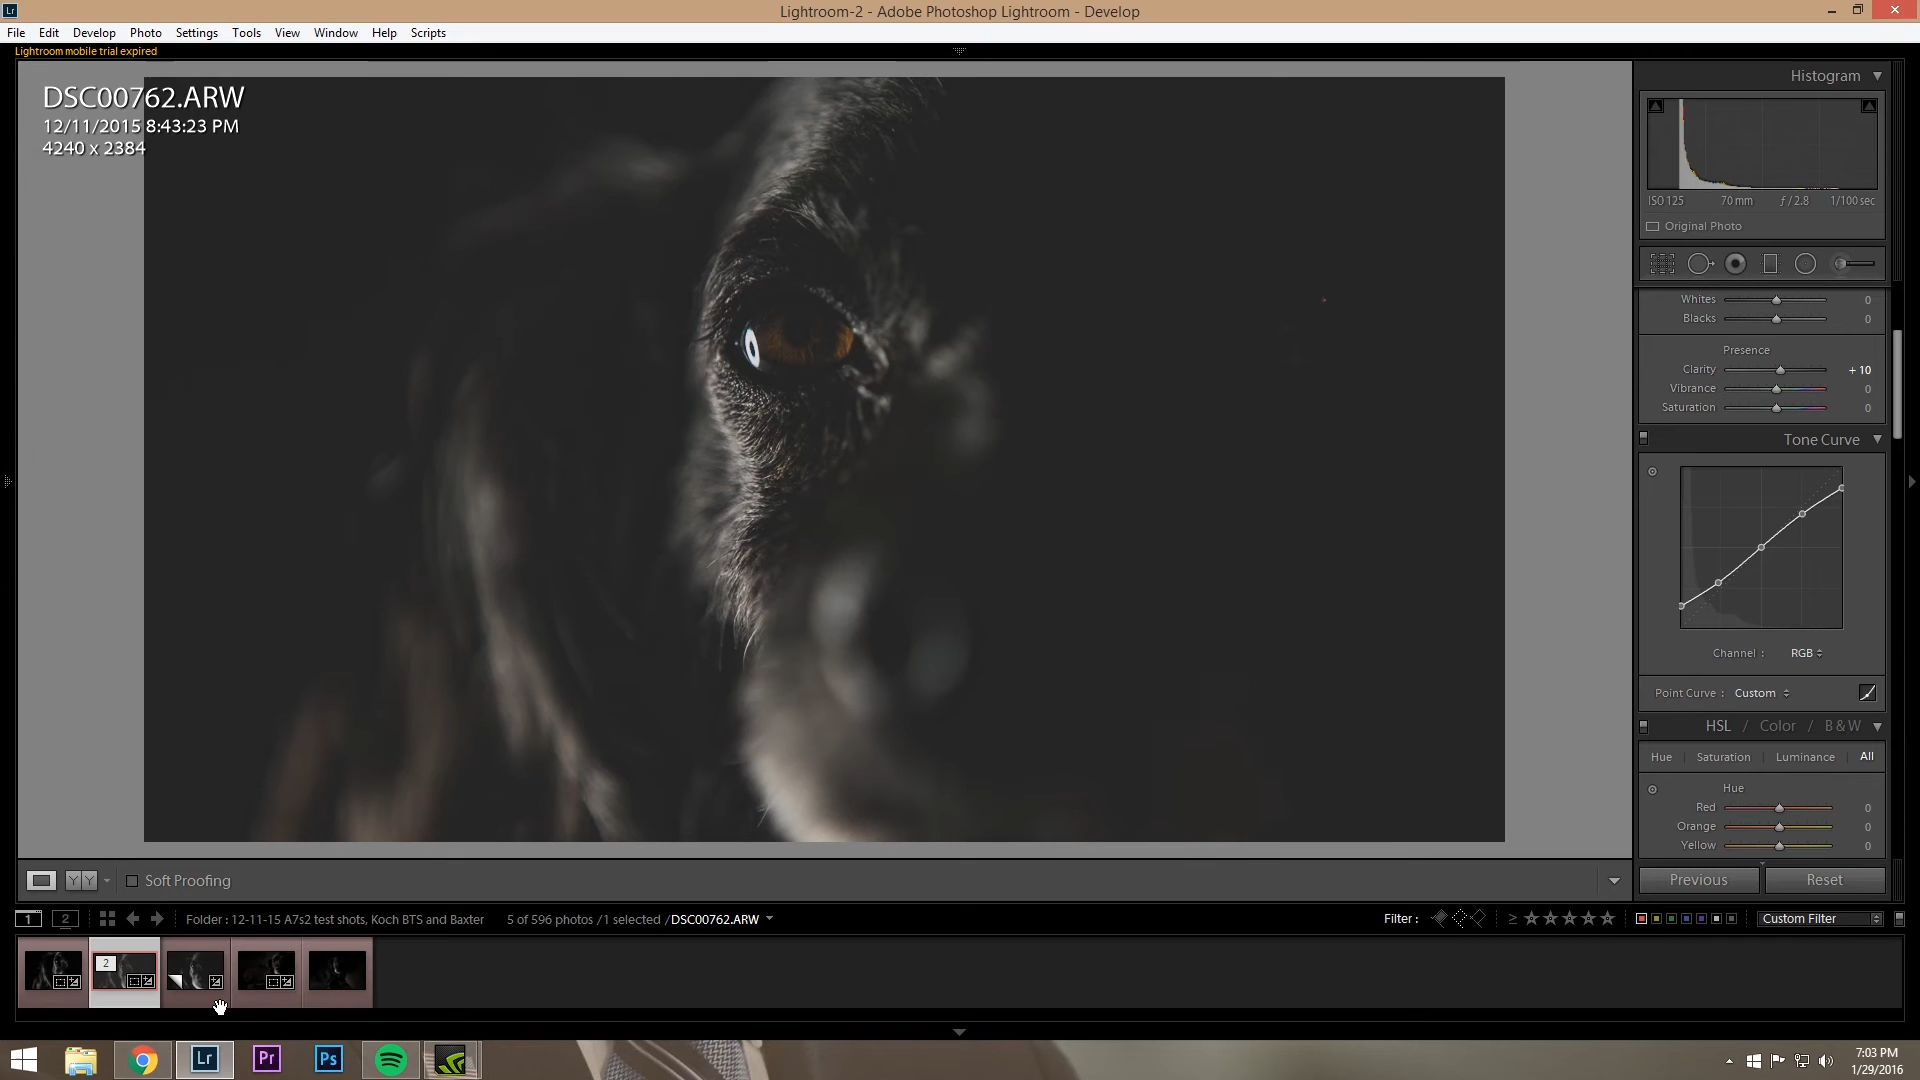 Lr
Lightroom-2 - Adobe Photoshop Lightroom - Develop
File Edit Develop Photo Settings Tools View Window Help Scripts
Lightroom mobile trial expired
DSC00762.ARW
12/11/2015 8:43:23 PM
4240 x 2384
Histogram
ISO 125 70 mm f / 2.8 1/100 sec
Original Photo
Whites 0
Blacks 0
Presence
Clarity + 10
Vibrance 0
Saturation 0
Tone Curve
Channel : RGB
Point Curve : Custom
HSL / Color / B & W
Hue Saturation Luminance All
Hue
Red 0
Orange 0
Yellow 0
Previous Reset
Y Y Soft Proofing
1 2 Folder : 12-11-15 A7s2 test shots, Koch BTS and Baxter 5 of 596 photos /1 selected /DSC00762.ARW Filter : ≥ Custom Filter
2
Lr Pr Ps
7:03 PM
1/29/2016